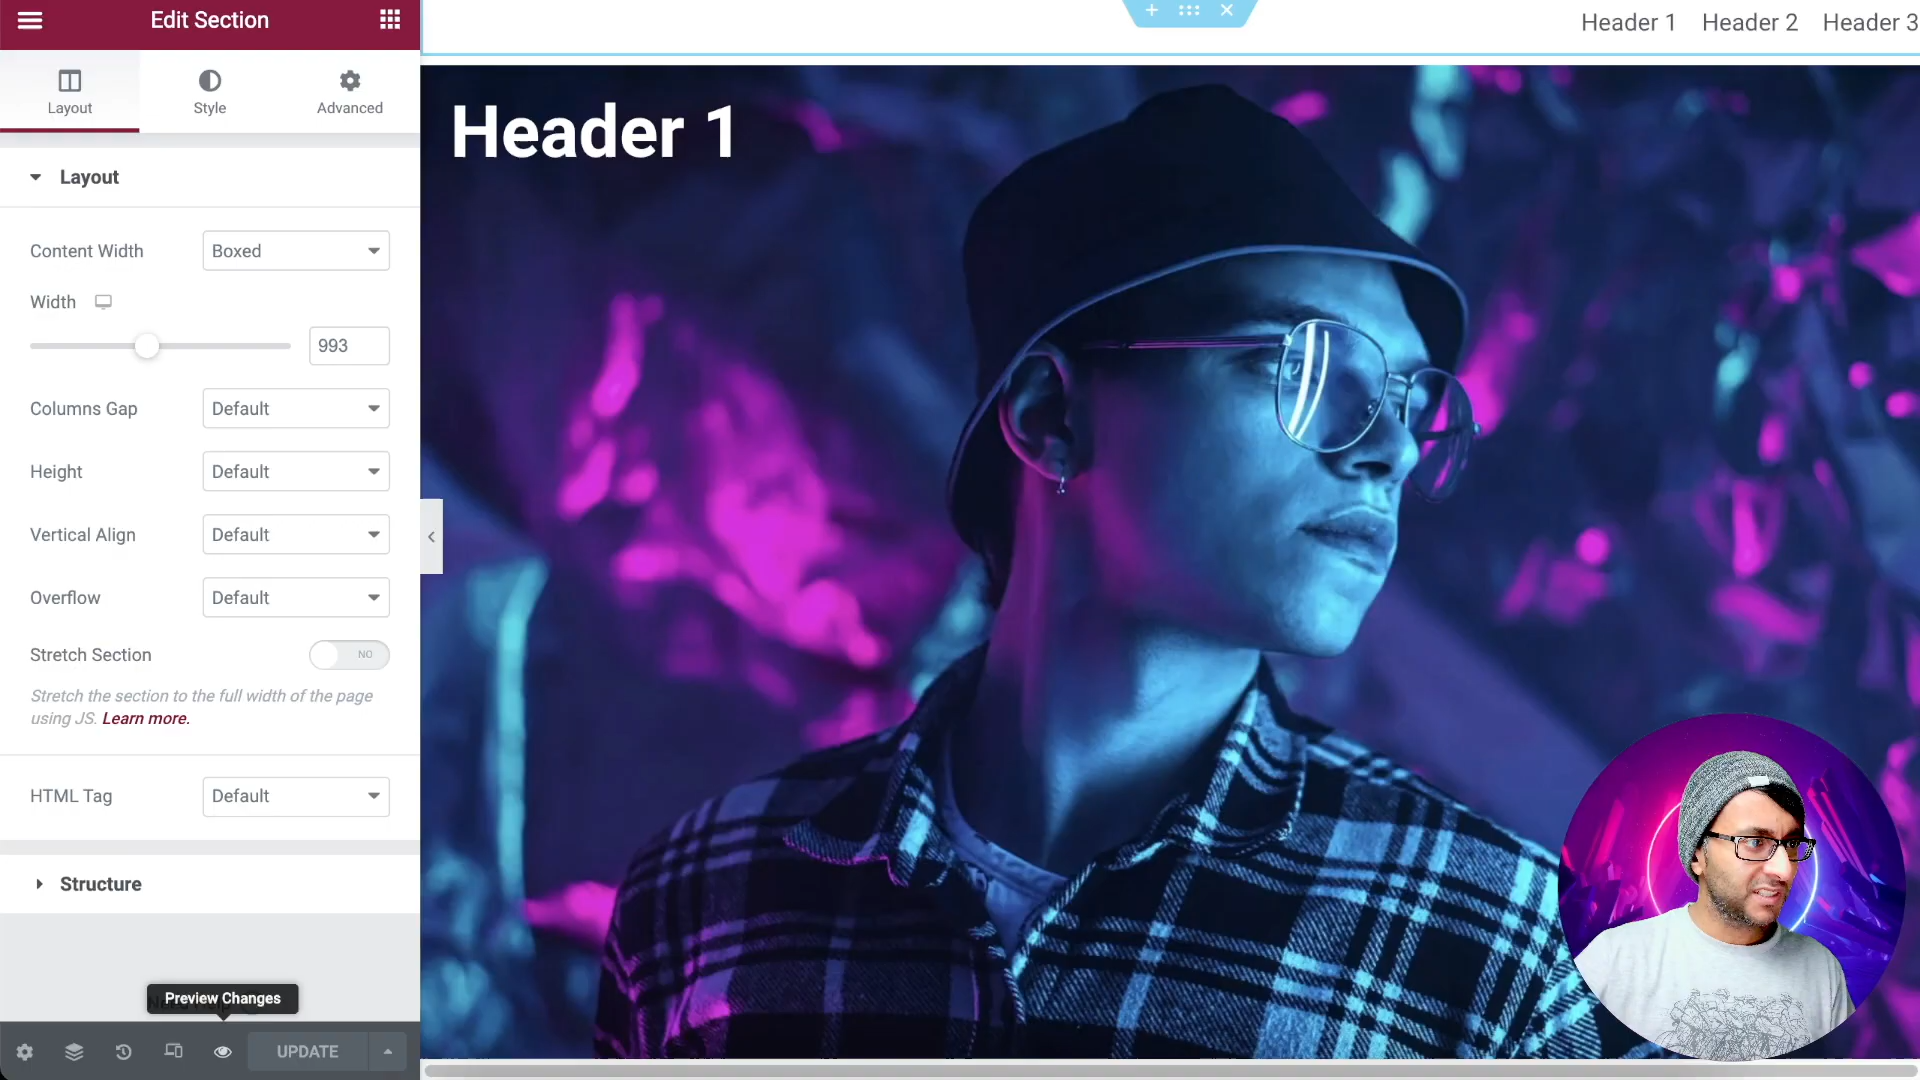 Edit Section
Header 1 Header 2 Header 3
Layout Style Advanced
Header 1
Layout
Content Width Boxed
Width
993
Columns Gap Default
Height Default
Vertical Align Default
Overflow Default
Stretch Section NO
Stretch the section to the full width of the page
using JS. Learn more.
HTML Tag Default
Structure
Preview Changes
UPDATE